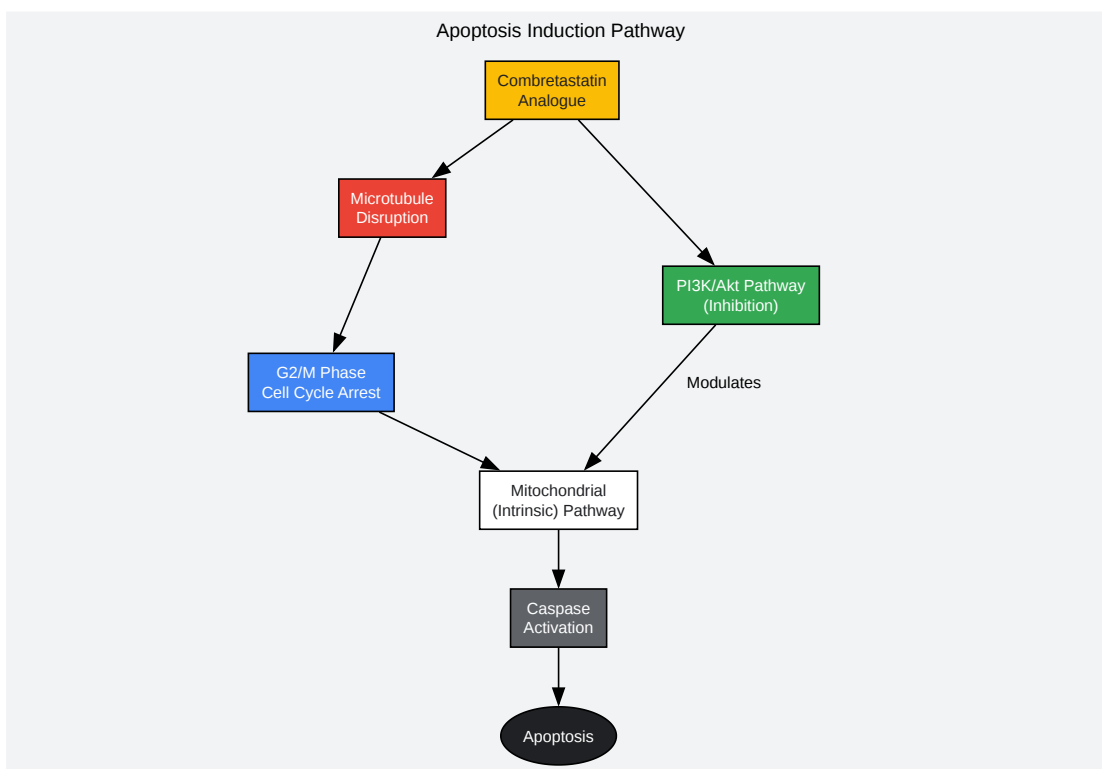 Apoptosis Induction Pathway
Combretastatin
Analogue
Microtubule
Disruption
PI3K/Akt Pathway
(Inhibition)
G2/M Phase
Cell Cycle Arrest
Modulates
Mitochondrial
(Intrinsic) Pathway
Caspase
Activation
Apoptosis